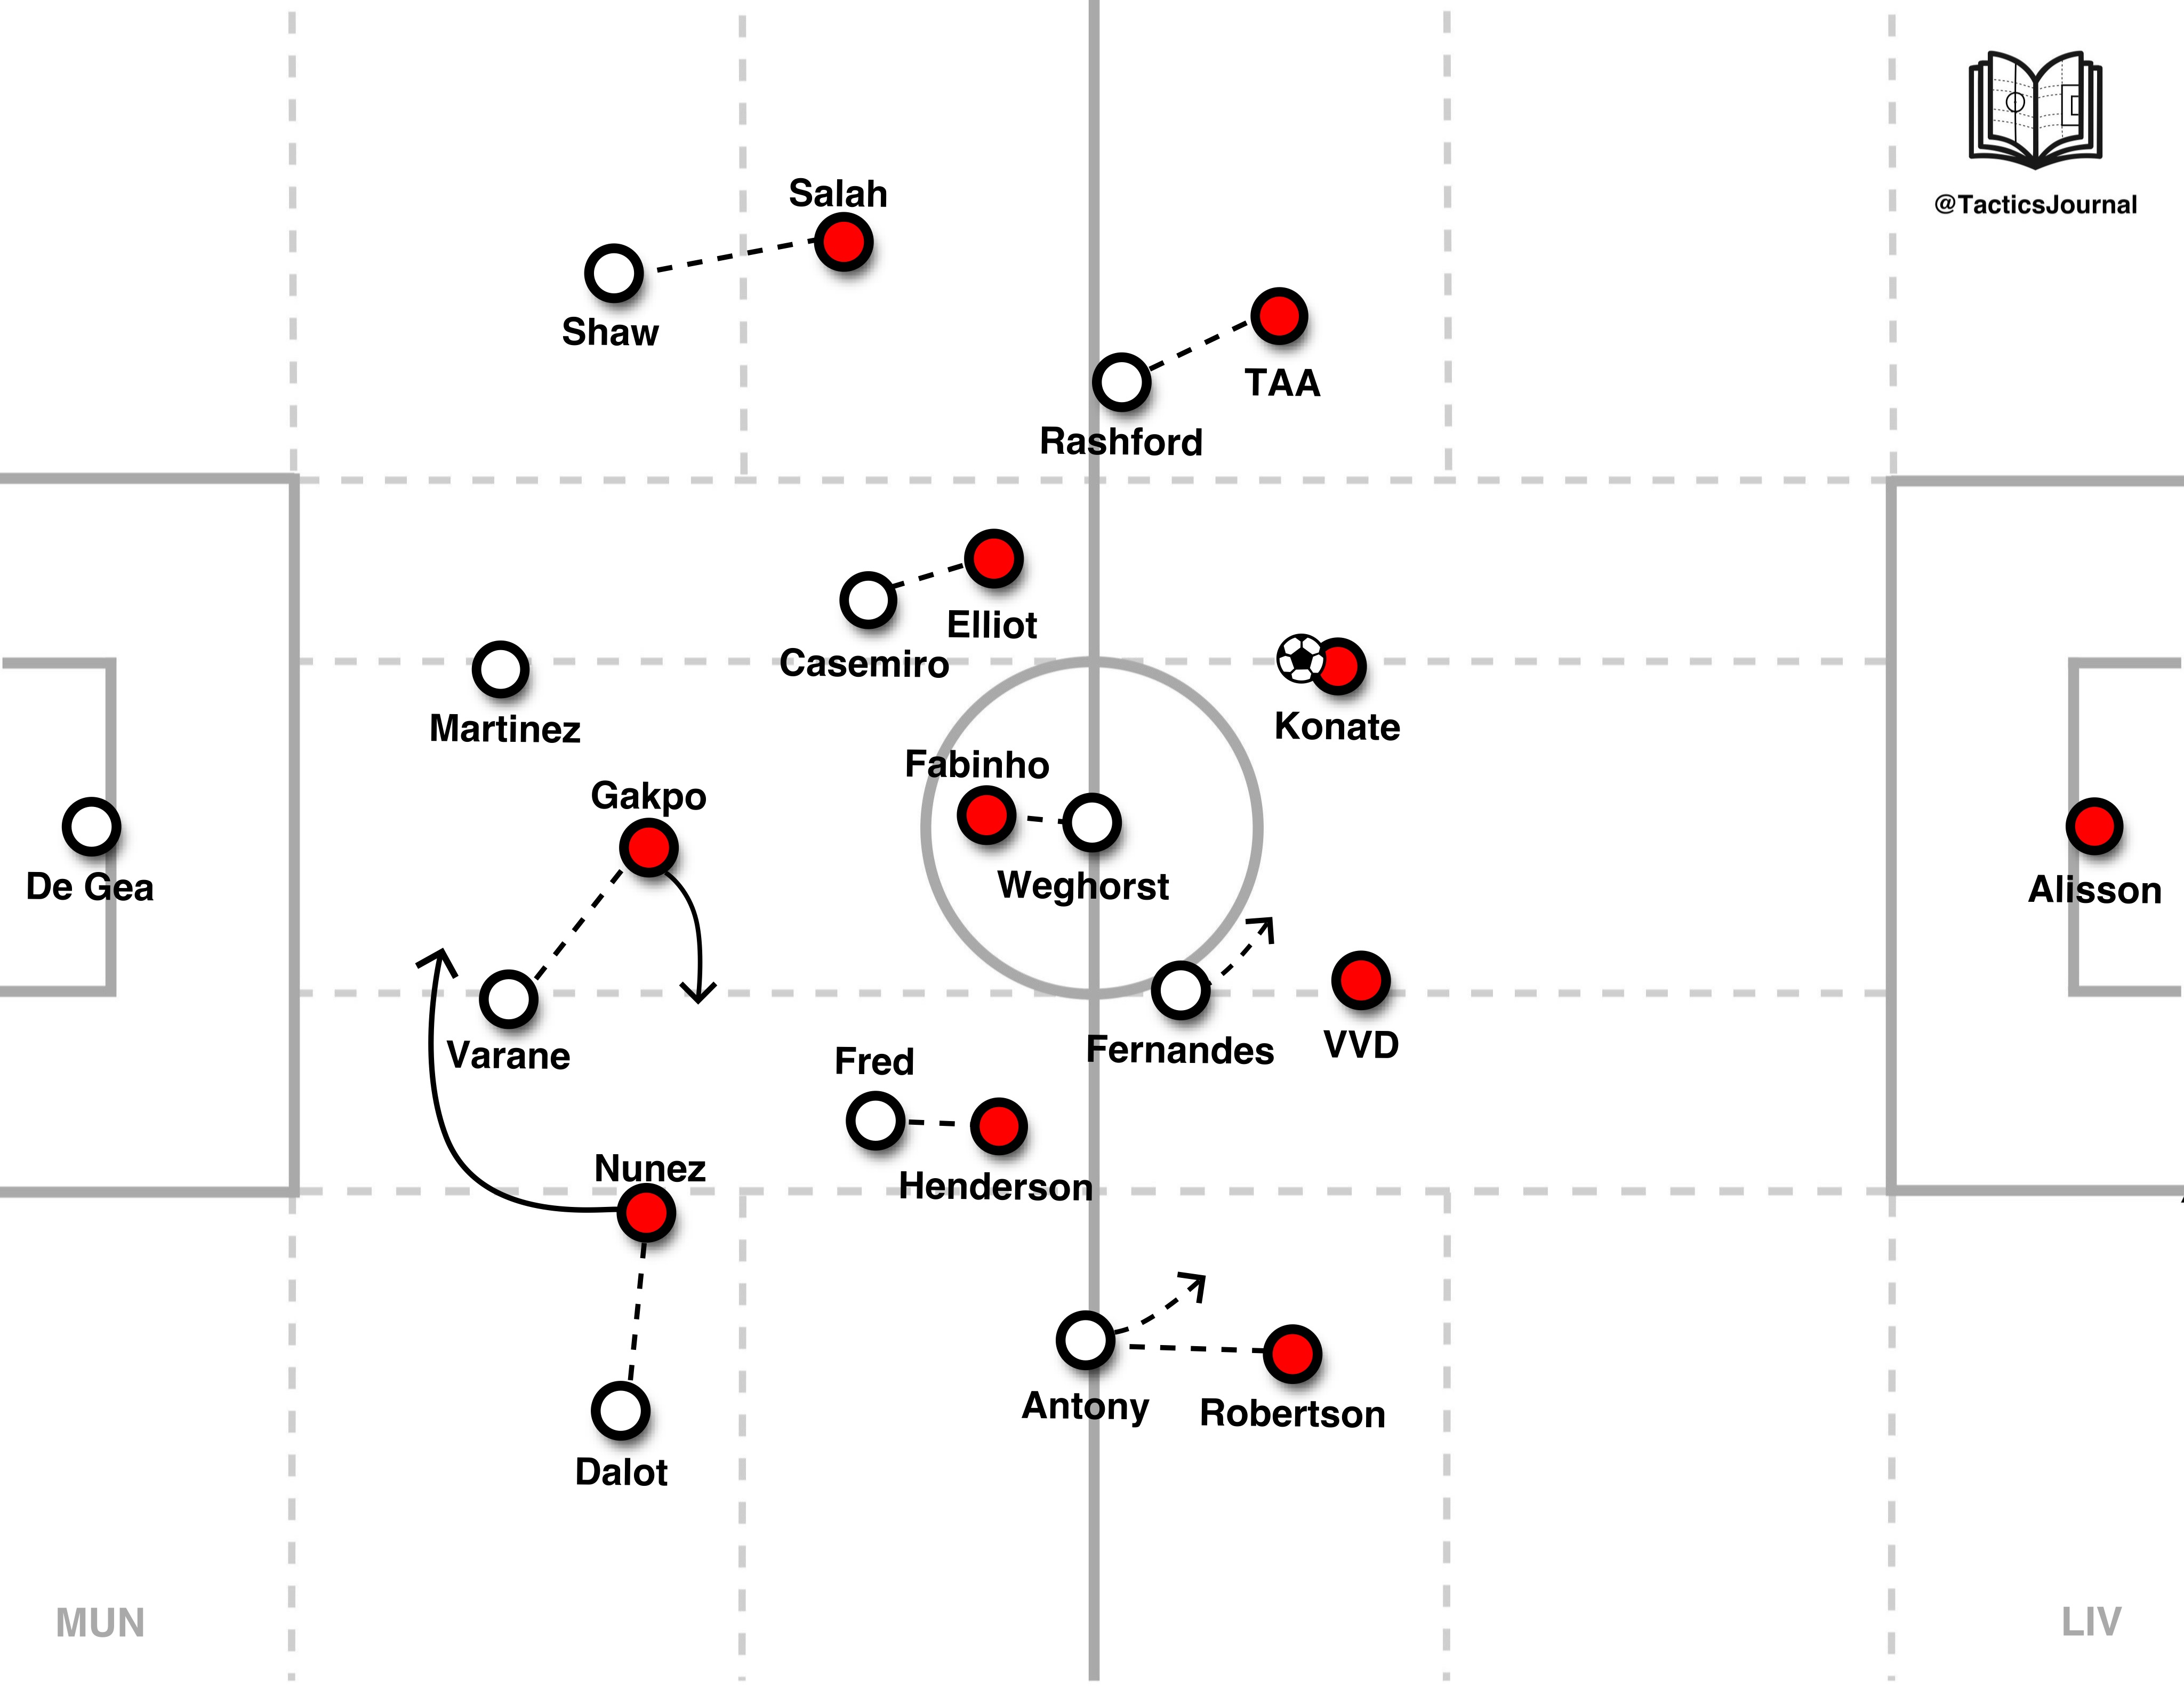 @TacticsJournal
Salah
Shaw
TAA
Rashford
Elliot
Casemiro
Martinez
Konate
Fabinho
Gakpo
De Gea
Weghorst
Alisson
Varane
Fred
Fernandes
VVD
Nunez
Henderson
Antony
Robertson
Dalot
MUN
LIV